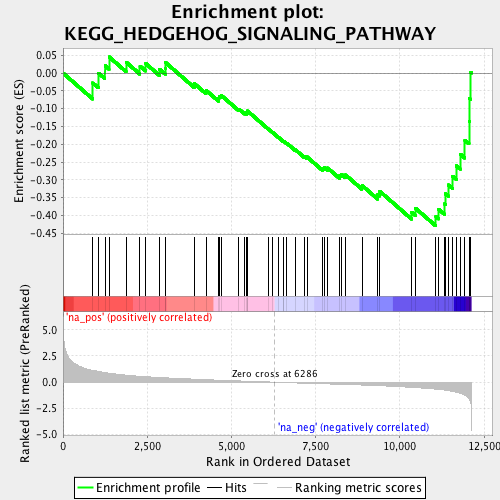 Enrichment plot:
KEGG_HEDGEHOG_SIGNALING_PATHWAY
Enrichment score (ES)
0.05
0.00
-0.05
-0.10
-0.15
-0.20
-0.25
-0.30
-0.35
-0.40
-0.45
'na_pos' (positively correlated)
Ranked list metric (PreRanked)
5.0
2.5
0.0
-2.5
-5.0
Zero cross at 6286
'na_neg' (negatively correlated)
0 2,500 5,000 7,500 10,000 12,500
Rank in Ordered Dataset
Enrichment profile Hits Ranking metric scores